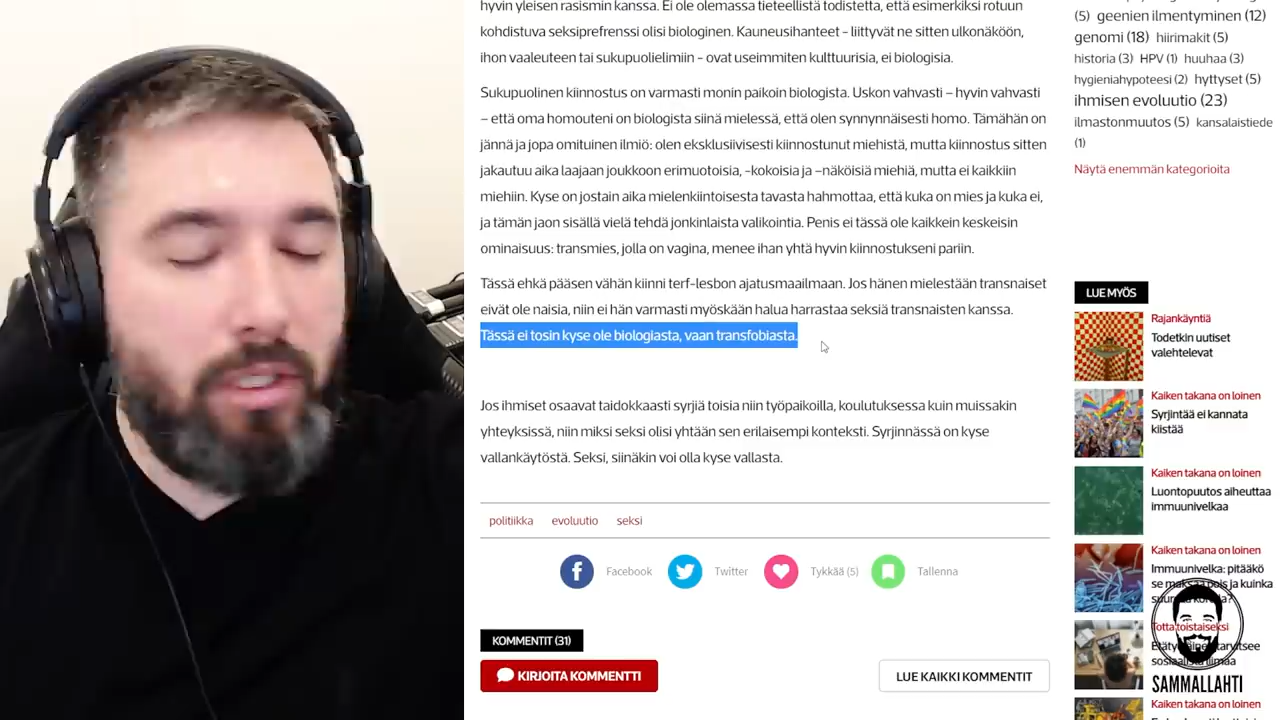 hyvin yleisen rasismin kanssa. Ei ole olemassa tieteellistä todistetta, että esimerkiksi rotuun
kohdistuva seksiprefrenssi olisi biologinen. Kauneusihanteet - liittyvät ne sitten ulkonäköön,
ihon vaaleuteen tai sukupuolielimiin - ovat useimmiten kulttuurisia, ei biologisia.
Sukupuolinen kiinnostus on varmasti monin paikoin biologista. Uskon vahvasti – hyvin vahvasti
– että oma homouteni on biologista siinä mielessä, että olen synnynnäisesti homo. Tämähän on
jännä ja jopa omituinen ilmiö: olen eksklusiivisesti kiinnostunut miehistä, mutta kiinnostus sitten
jakautuu aika laajaan joukkoon erimuotoisia, -kokoisia ja –näköisiä miehiä, mutta ei kaikkiin
miehiin. Kyse on jostain aika mielenkiintoisesta tavasta hahmottaa, että kuka on mies ja kuka ei,
ja tämän jaon sisällä vielä tehdä jonkinlaista valikointia. Penis ei tässä ole kaikkein keskeisin
ominaisuus: transmies, jolla on vagina, menee ihan yhtä hyvin kiinnostukseni pariin.
Tässä ehkä pääsen vähän kiinni terf-lesbon ajatusmaailmaan. Jos hänen mielestään transnaiset
eivät ole naisia, niin ei hän varmasti myöskään halua harrastaa seksiä transnaisten kanssa.
Tässä ei tosin kyse ole biologiasta, vaan transfobiasta.
Jos ihmiset osaavat taidokkaasti syrjiä toisia niin työpaikoilla, koulutuksessa kuin muissakin
yhteyksissä, niin miksi seksi olisi yhtään sen erilaisempi konteksti. Syrjinnässä on kyse
vallankäytöstä. Seksi, siinäkin voi olla kyse vallasta.
politiikka evoluutio seksi
Facebook Twitter Tykkää (5) Tallenna
KOMMENTIT (31)
KIRJOITA KOMMENTTI LUE KAIKKI KOMMENTIT
(5) geenien ilmentyminen (12)
genomi (18) hiirimakit (5)
historia (3) HPV (1) huuhaa (3)
hygieniahypoteesi (2) hyttyset (5)
ihmisen evoluutio (23)
ilmastonmuutos (5) kansalaistiede
(1)
Näytä enemmän kategorioita
LUE MYÖS
Rajankäyntiä
Todetkin uutiset
valehtelevat
Kaiken takana on loinen
Syrjintää ei kannata
kiistää
Kaiken takana on loinen
Luontopuutos aiheuttaa
immuunivelkaa
Kaiken takana on loinen
Immuunivelka: pitääkö
se maksaa pois ja kuinka
Totta toistaiseksi
SAMMALLAHTI
Kaiken takana on loinen